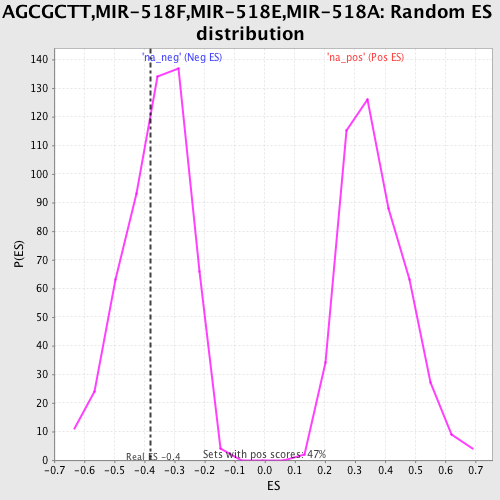 AGCGCTT,MIR-518F,MIR-518E,MIR-518A: Random ES
distribution
'na_neg' (Neg ES)
'na_pos' (Pos ES)
140
130
120
110
100
90
80
70
60
50
40
30
20
10
0
P(ES)
Real ES -0.4
Sets with pos scores: 47%
-0.7 -0.6 -0.5 -0.4 -0.3 -0.2 -0.1 0.0 0.1 0.2 0.3 0.4 0.5 0.6 0.7
ES